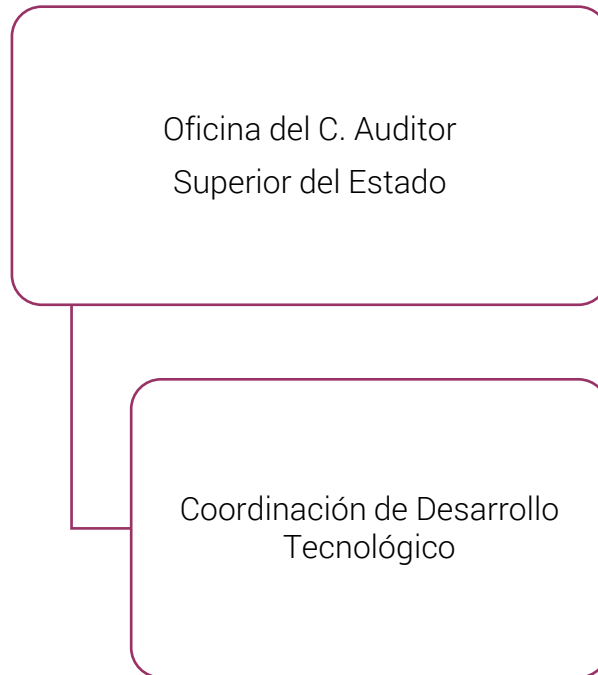 Oficina del C. Auditor
Superior del Estado
Coordinación de Desarrollo
Tecnológico